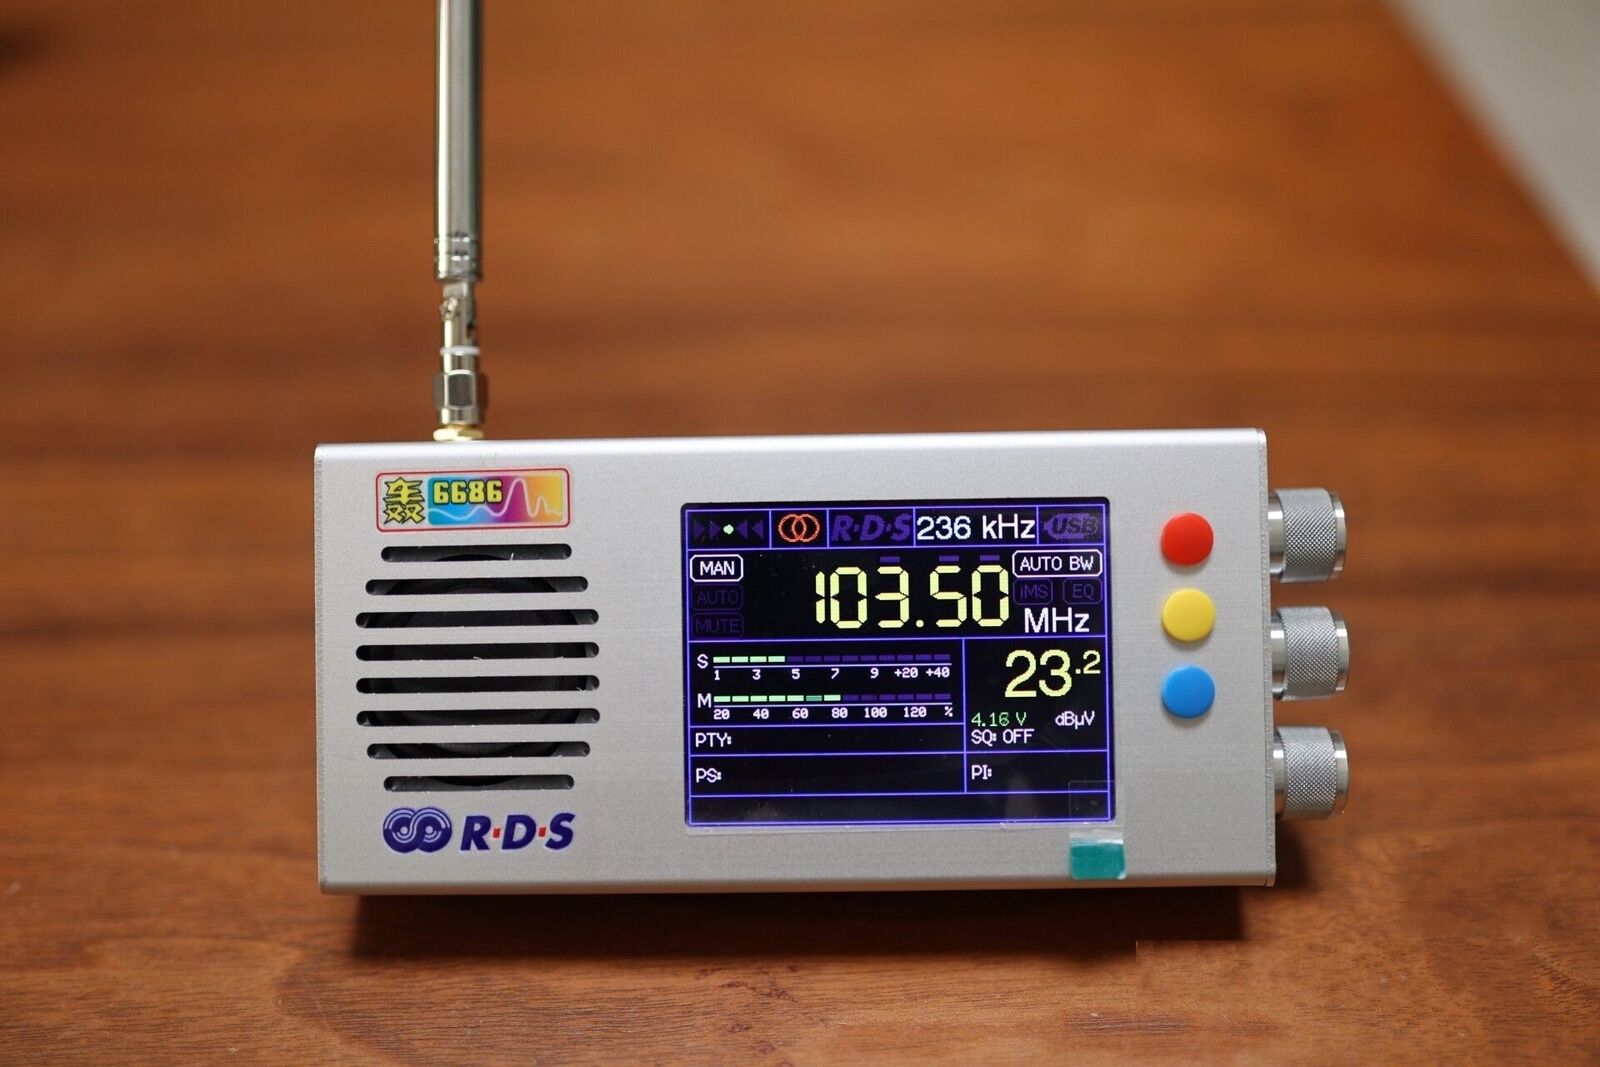 轰 6686
R·D·S
R·D·S 236 kHz USB
MAN 103.50 AUTO BW
AUTO iMS EQ
MUTE MHz
S 1 3 5 7 9 +20 +40
M 20 40 60 80 100 120 %
23.2
4.16 V dBµV
SQ: OFF
PTY:
PS: PI: